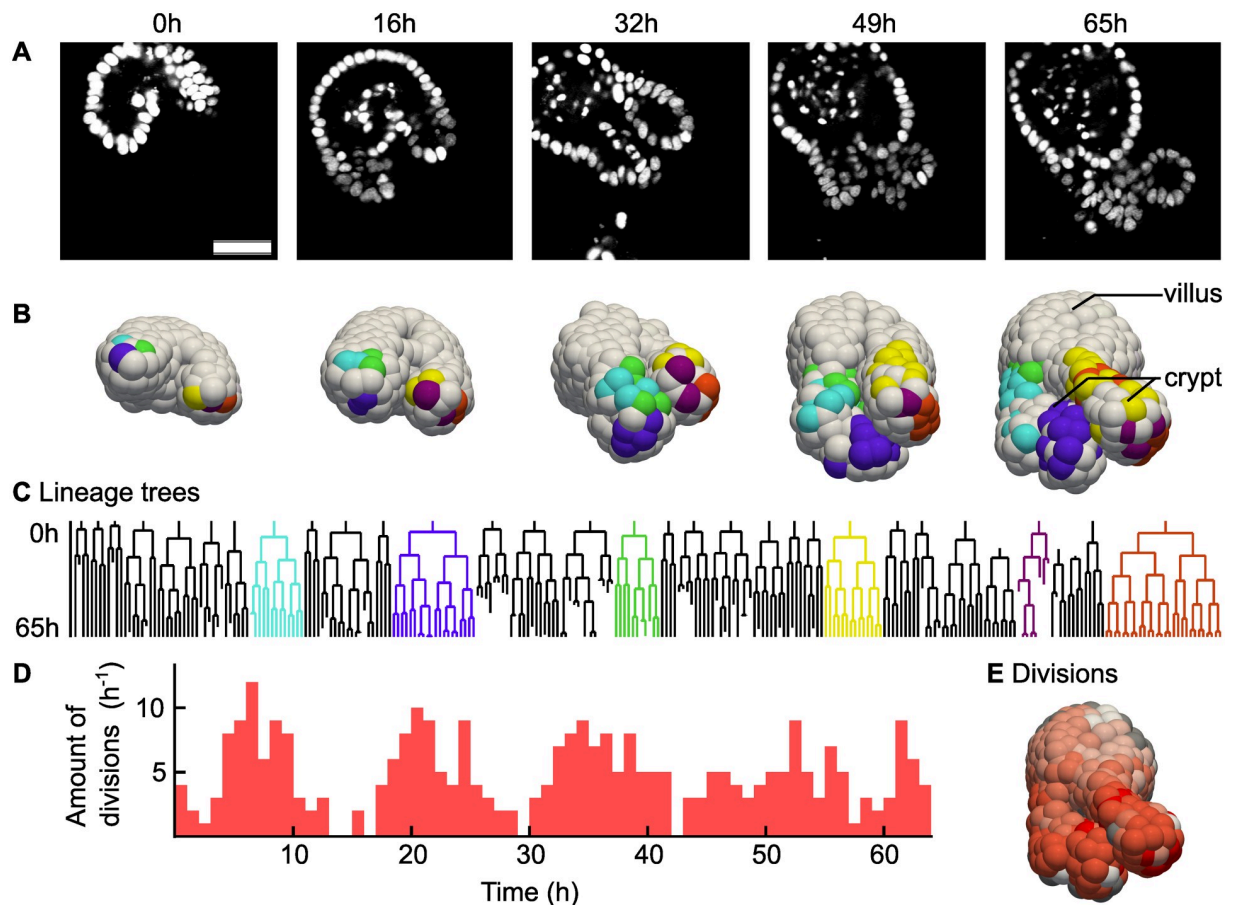 0h 16h 32h 49h 65h
A
B
villus
crypt
C Lineage trees
0h
65h
D
E Divisions
Amount of
divisions (h⁻¹)
10
5
10 20 30 40 50 60
Time (h)